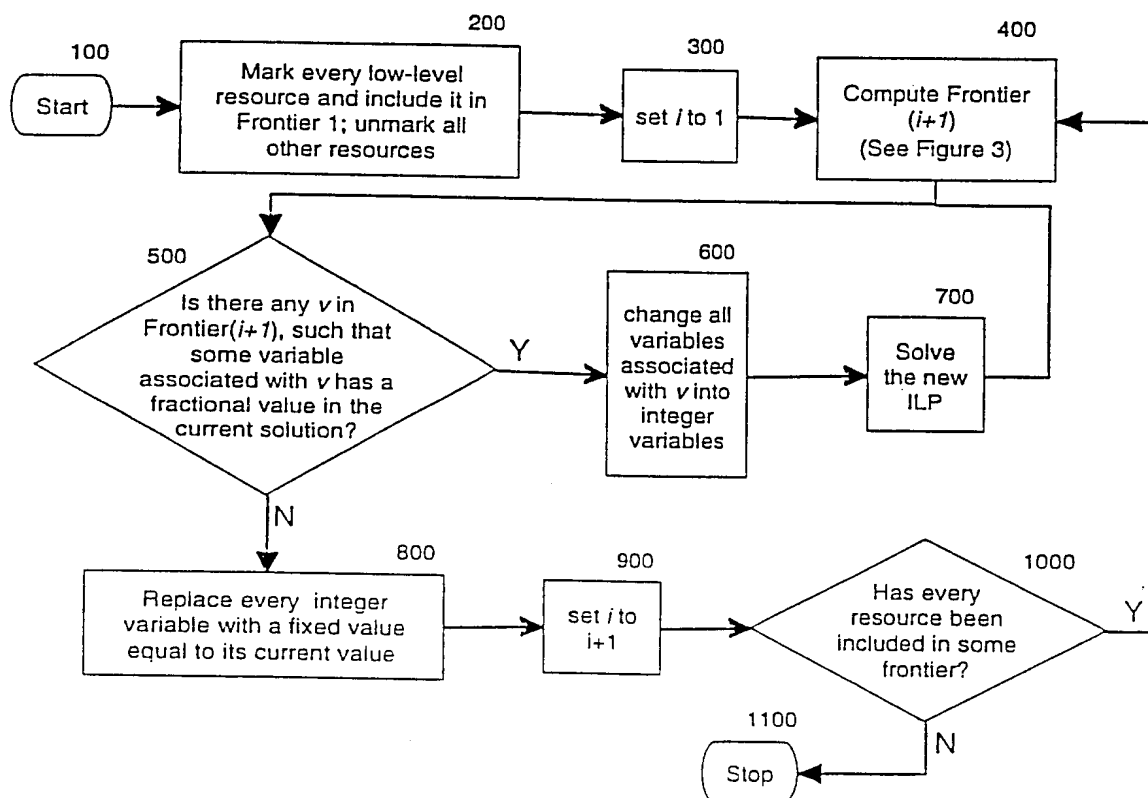 100
Start
200
Mark every low-level
resource and include it in
Frontier 1; unmark all
other resources
300
set i to 1
400
Compute Frontier
(i+1)
(See Figure 3)
500
Is there any v in
Frontier(i+1), such that
some variable
associated with v has a
fractional value in the
current solution?
Y
N
600
change all
variables
associated
with v into
integer
variables
700
Solve
the new
ILP
800
Replace every integer
variable with a fixed value
equal to its current value
900
set i to
i+1
1000
Has every
resource been
included in some
frontier?
Y
N
1100
Stop